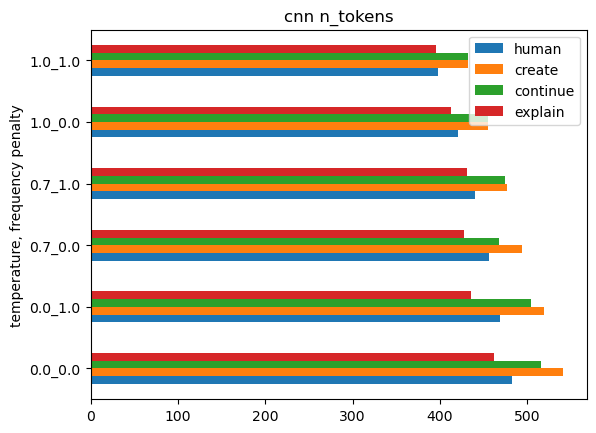 cnn n_tokens
human
create
continue
explain
temperature, frequency penalty
1.0_1.0
1.0_0.0
0.7_1.0
0.7_0.0
0.0_1.0
0.0_0.0
0 100 200 300 400 500